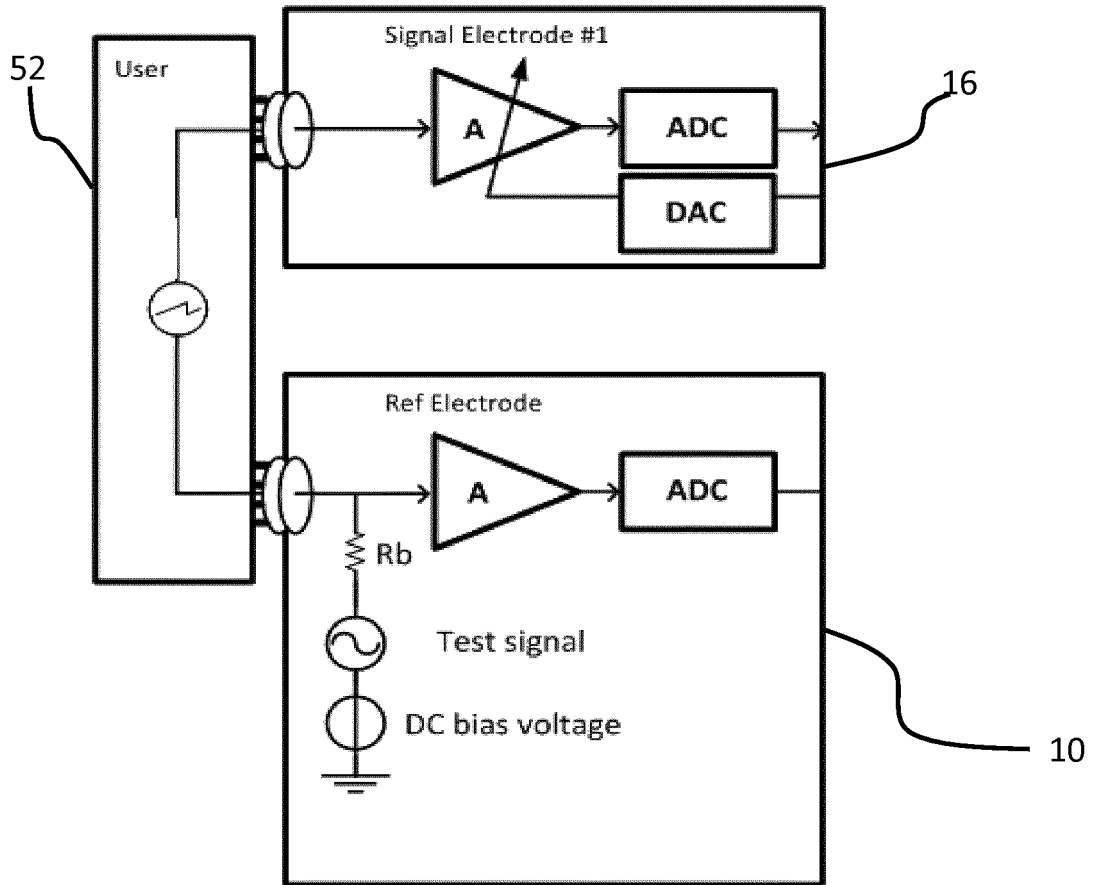 52
User
Signal Electrode #1
16
A
ADC
DAC
Ref Electrode
A
ADC
Rb
Test signal
DC bias voltage
10